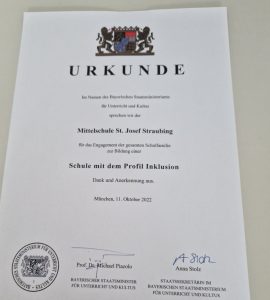 URKUNDE
Im Namen des Bayerischen Staatsministeriums
für Unterricht und Kultus
sprechen wir der
Mittelschule St. Josef Straubing
für das Engagement der gesamten Schulfamilie
zur Bildung einer
Schule mit dem Profil Inklusion
Dank und Anerkennung aus.
München, 11. Oktober 2022
Prof. Dr. Michael Piazolo
BAYERISCHER STAATSMINISTER
FÜR UNTERRICHT UND KULTUS
Anna Stolz
STAATSSEKRETÄRIN IM
BAYERISCHEN STAATSMINISTERIUM
FÜR UNTERRICHT UND KULTUS